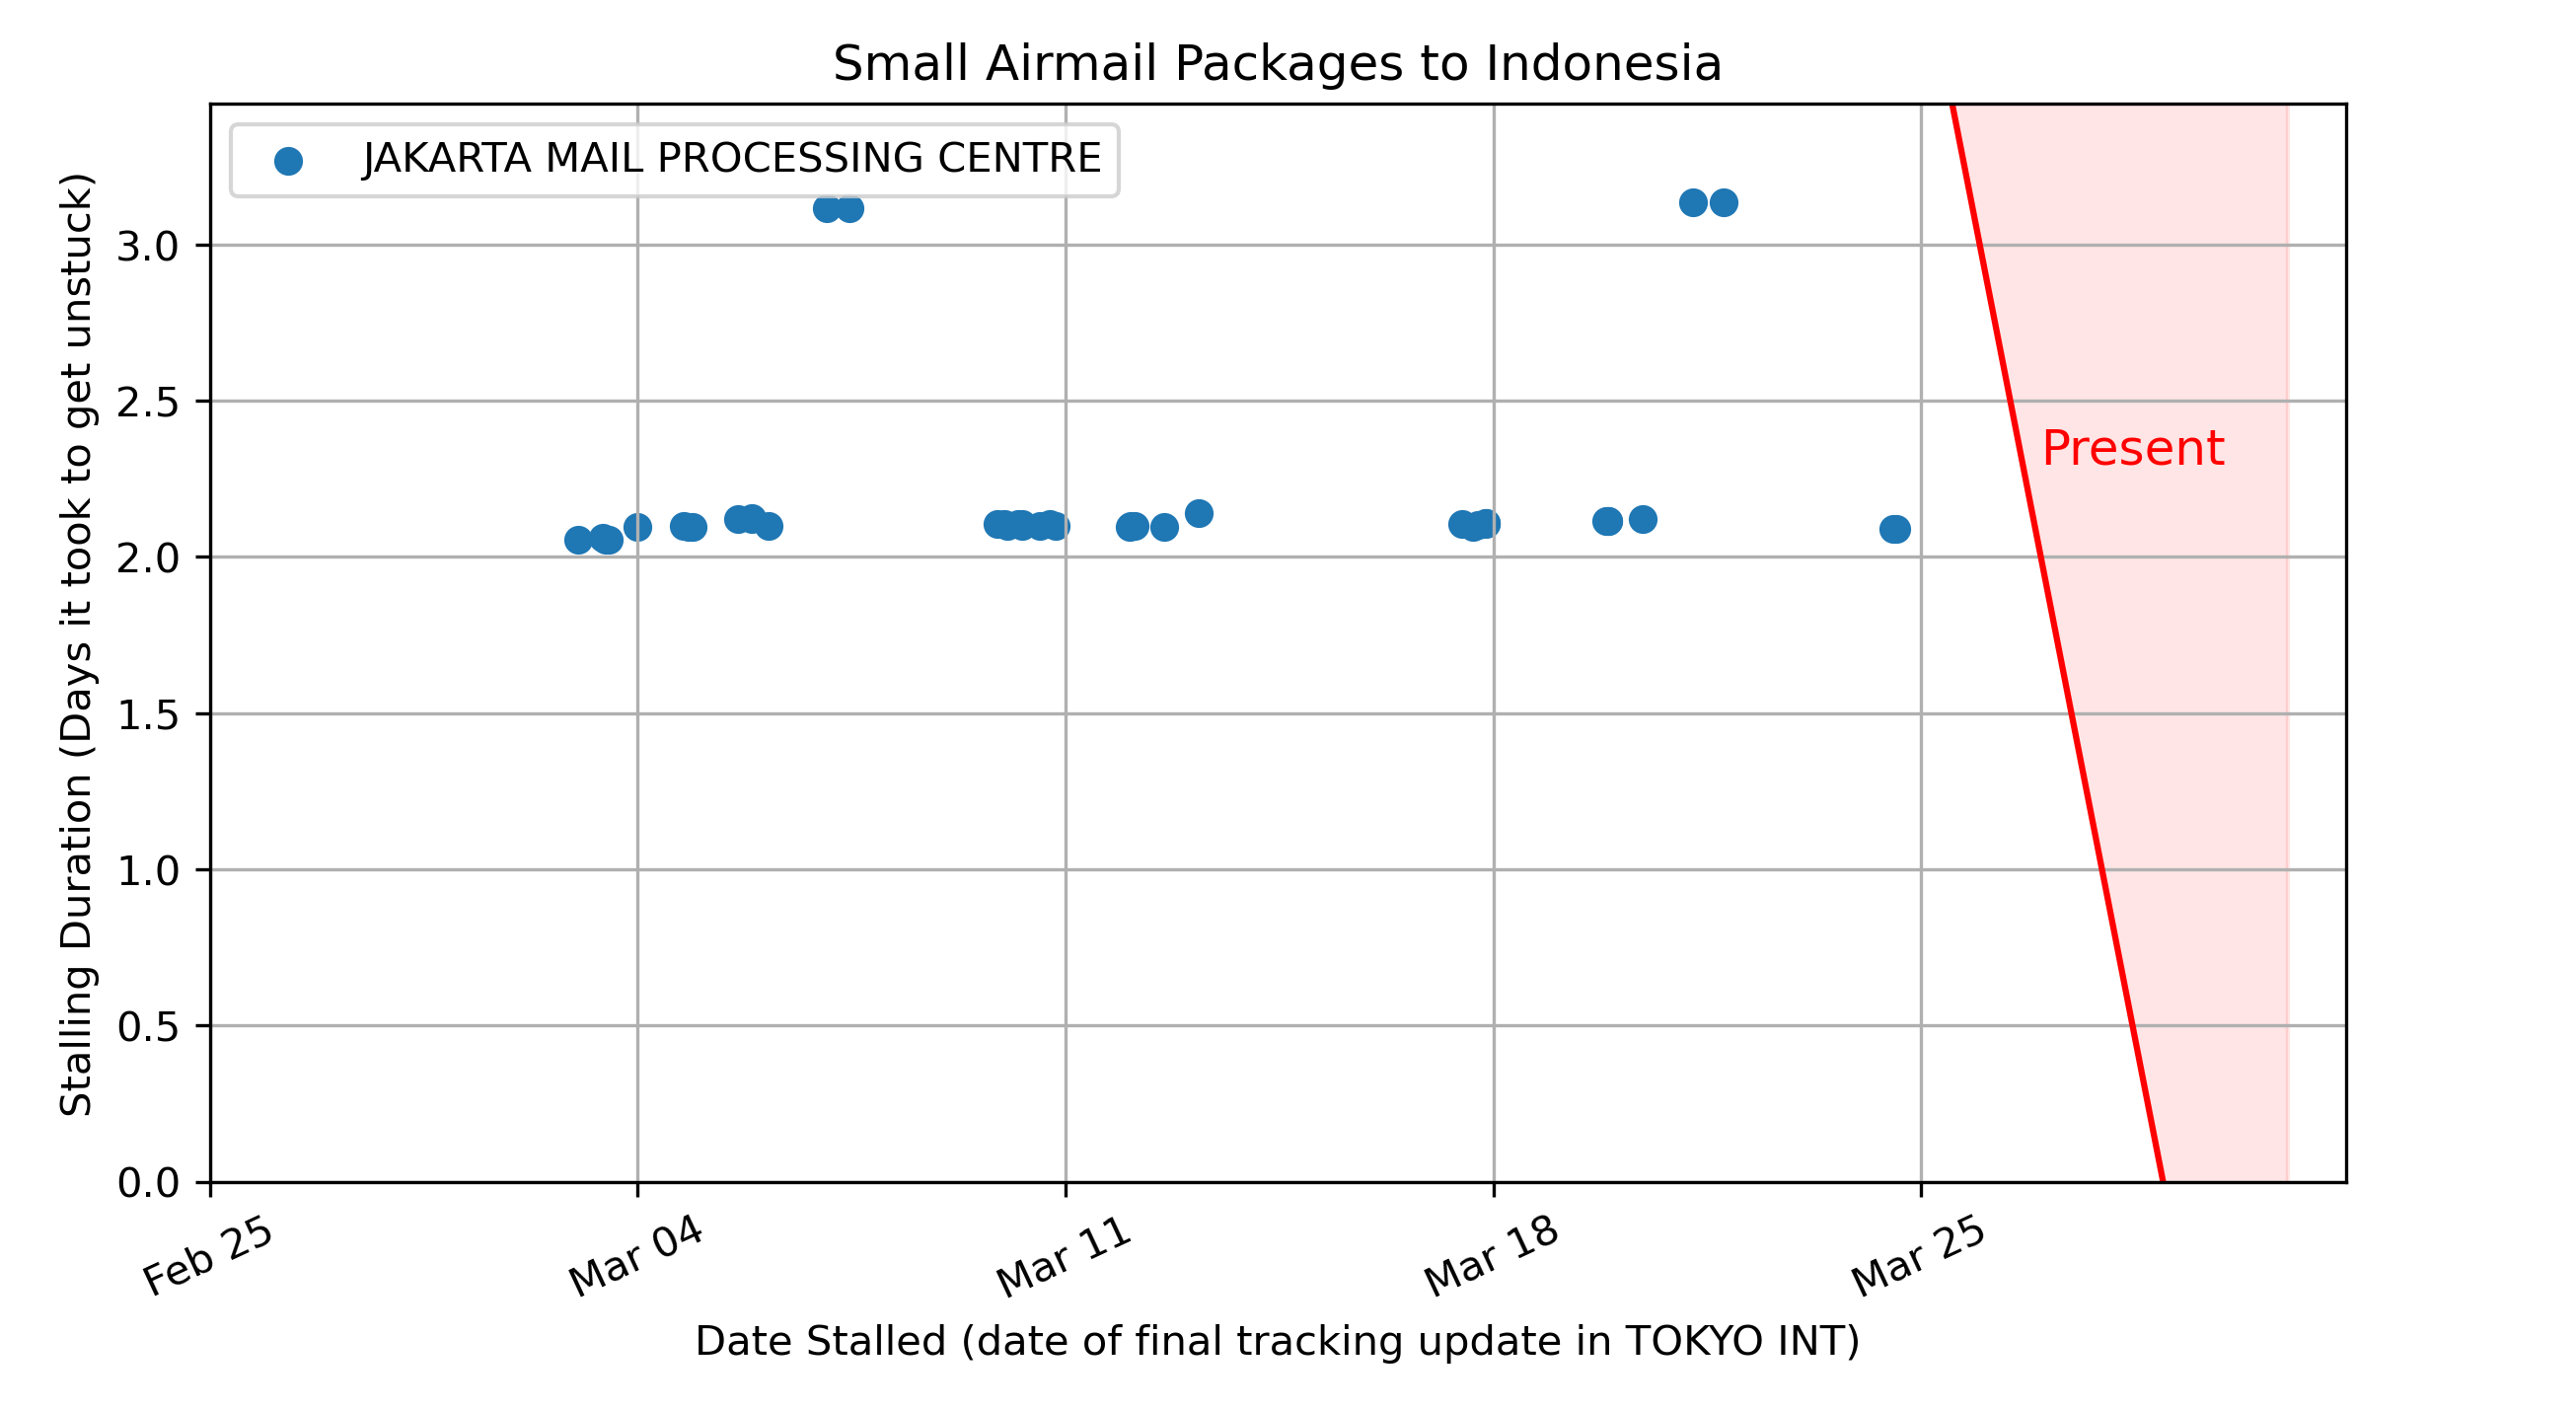 Small Airmail Packages to Indonesia
JAKARTA MAIL PROCESSING CENTRE
Stalling Duration (Days it took to get unstuck)
3.0
2.5
2.0
1.5
1.0
0.5
0.0
Present
Feb 25
Mar 04
Mar 11
Mar 18
Mar 25
Date Stalled (date of final tracking update in TOKYO INT)